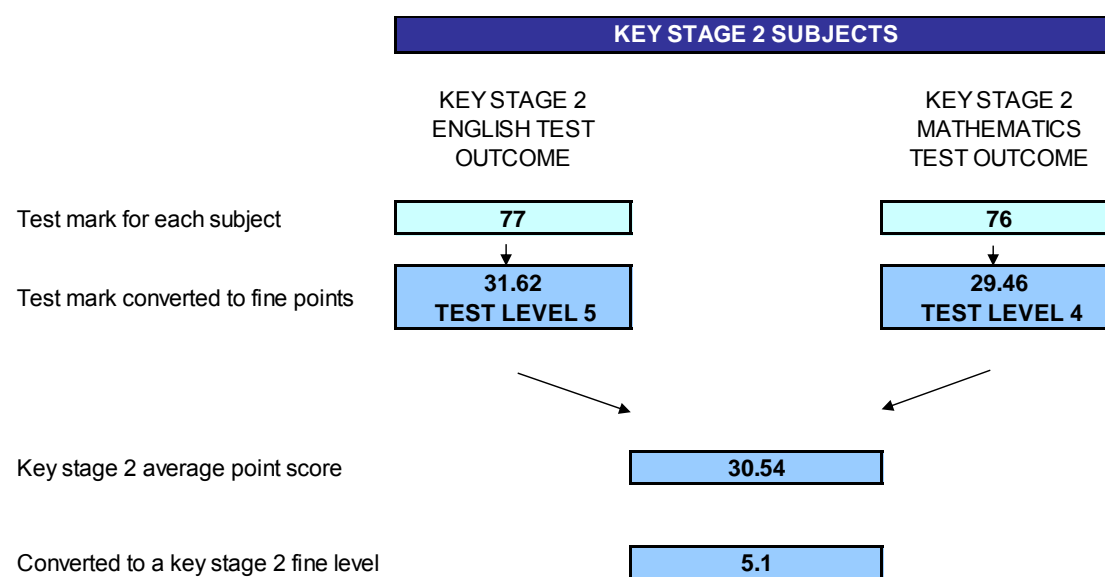 KEY STAGE 2 SUBJECTS
KEY STAGE 2
ENGLISH TEST
OUTCOME
KEY STAGE 2
MATHEMATICS
TEST OUTCOME
Test mark for each subject
77
76
Test mark converted to fine points
31.62
TEST LEVEL 5
29.46
TEST LEVEL 4
Key stage 2 average point score
30.54
Converted to a key stage 2 fine level
5.1